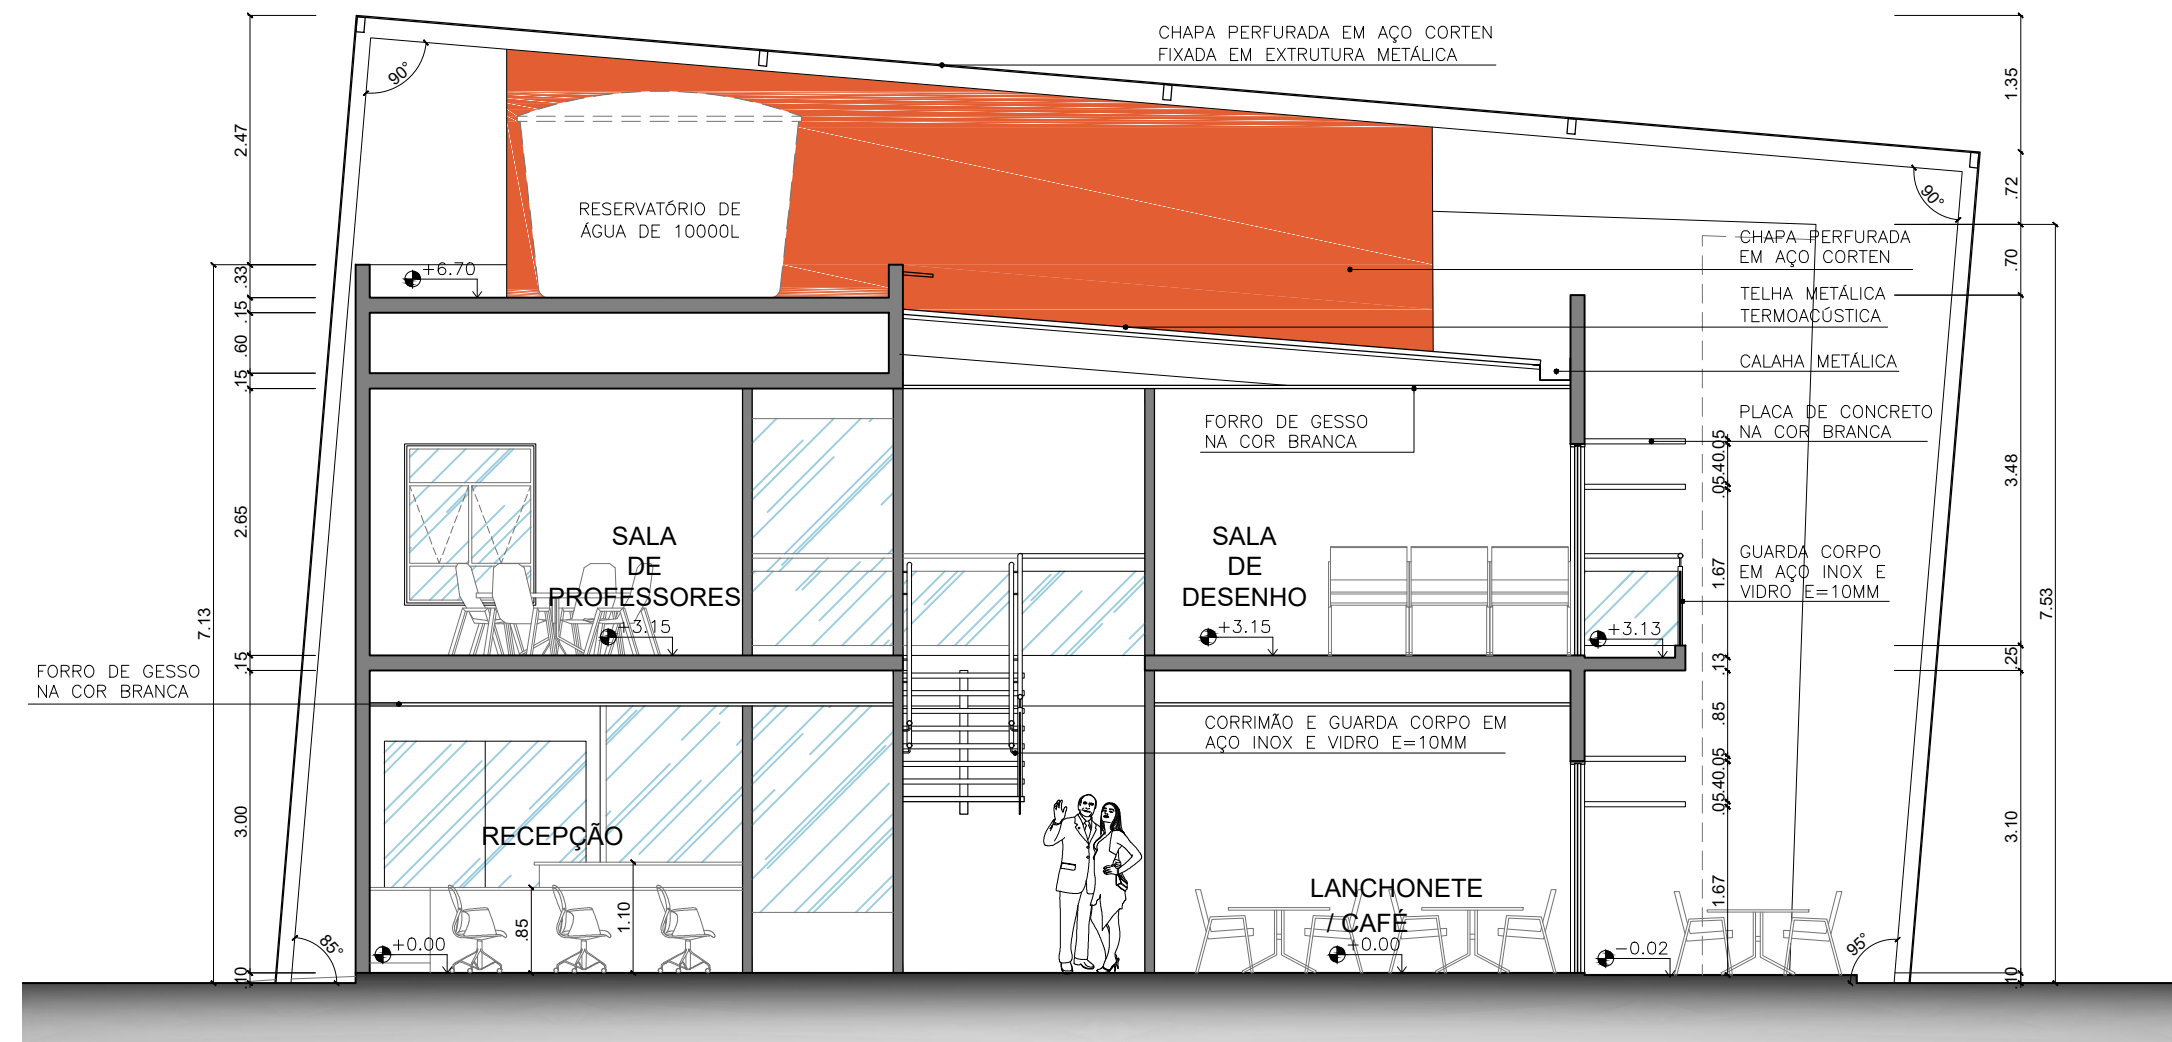 CHAPA PERFURADA EM AÇO CORTEN
FIXADA EM EXTRUTURA METÁLICA
90°
2.47
1.35
.72
90°
RESERVATÓRIO DE
ÁGUA DE 10000L
CHAPA PERFURADA
EM AÇO CORTEN
.70
+6.70
.33
.15
.60
.15
TELHA METÁLICA
TERMOACÚSTICA
CALAHA METÁLICA
PLACA DE CONCRETO
NA COR BRANCA
FORRO DE GESSO
NA COR BRANCA
.05
.40
.05
3.48
2.65
SALA
DE
PROFESSORES
+3.15
SALA
DE
DESENHO
+3.15
+3.13
1.67
GUARDA CORPO
EM AÇO INOX E
VIDRO E=10MM
7.13
7.53
.15
.13
.25
FORRO DE GESSO
NA COR BRANCA
CORRIMÃO E GUARDA CORPO EM
AÇO INOX E VIDRO E=10MM
.85
.05
.40
.05
3.00
3.10
RECEPÇÃO
LANCHONETE
/ CAFÉ
+0.00
1.67
.85
1.10
+0.00
-0.02
85°
95°
.10
.10